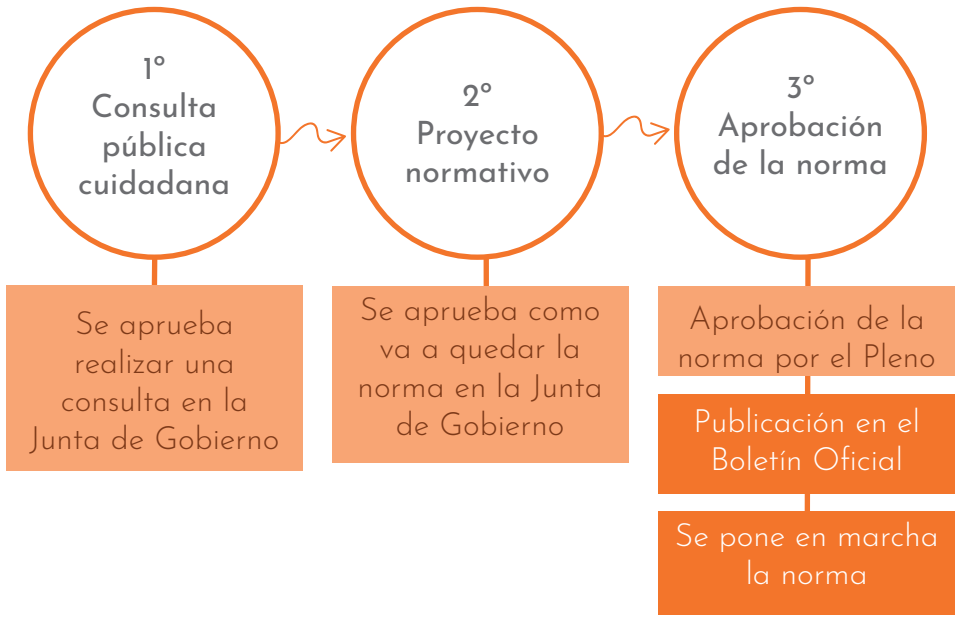 1º
Consulta
pública
cuidadana
Se aprueba
realizar una
consulta en la
Junta de Gobierno
2º
Proyecto
normativo
Se aprueba como
va a quedar la
norma en la Junta
de Gobierno
3º
Aprobación
de la norma
Aprobación de la
norma por el Pleno
Publicación en el
Boletín Oficial
Se pone en marcha
la norma